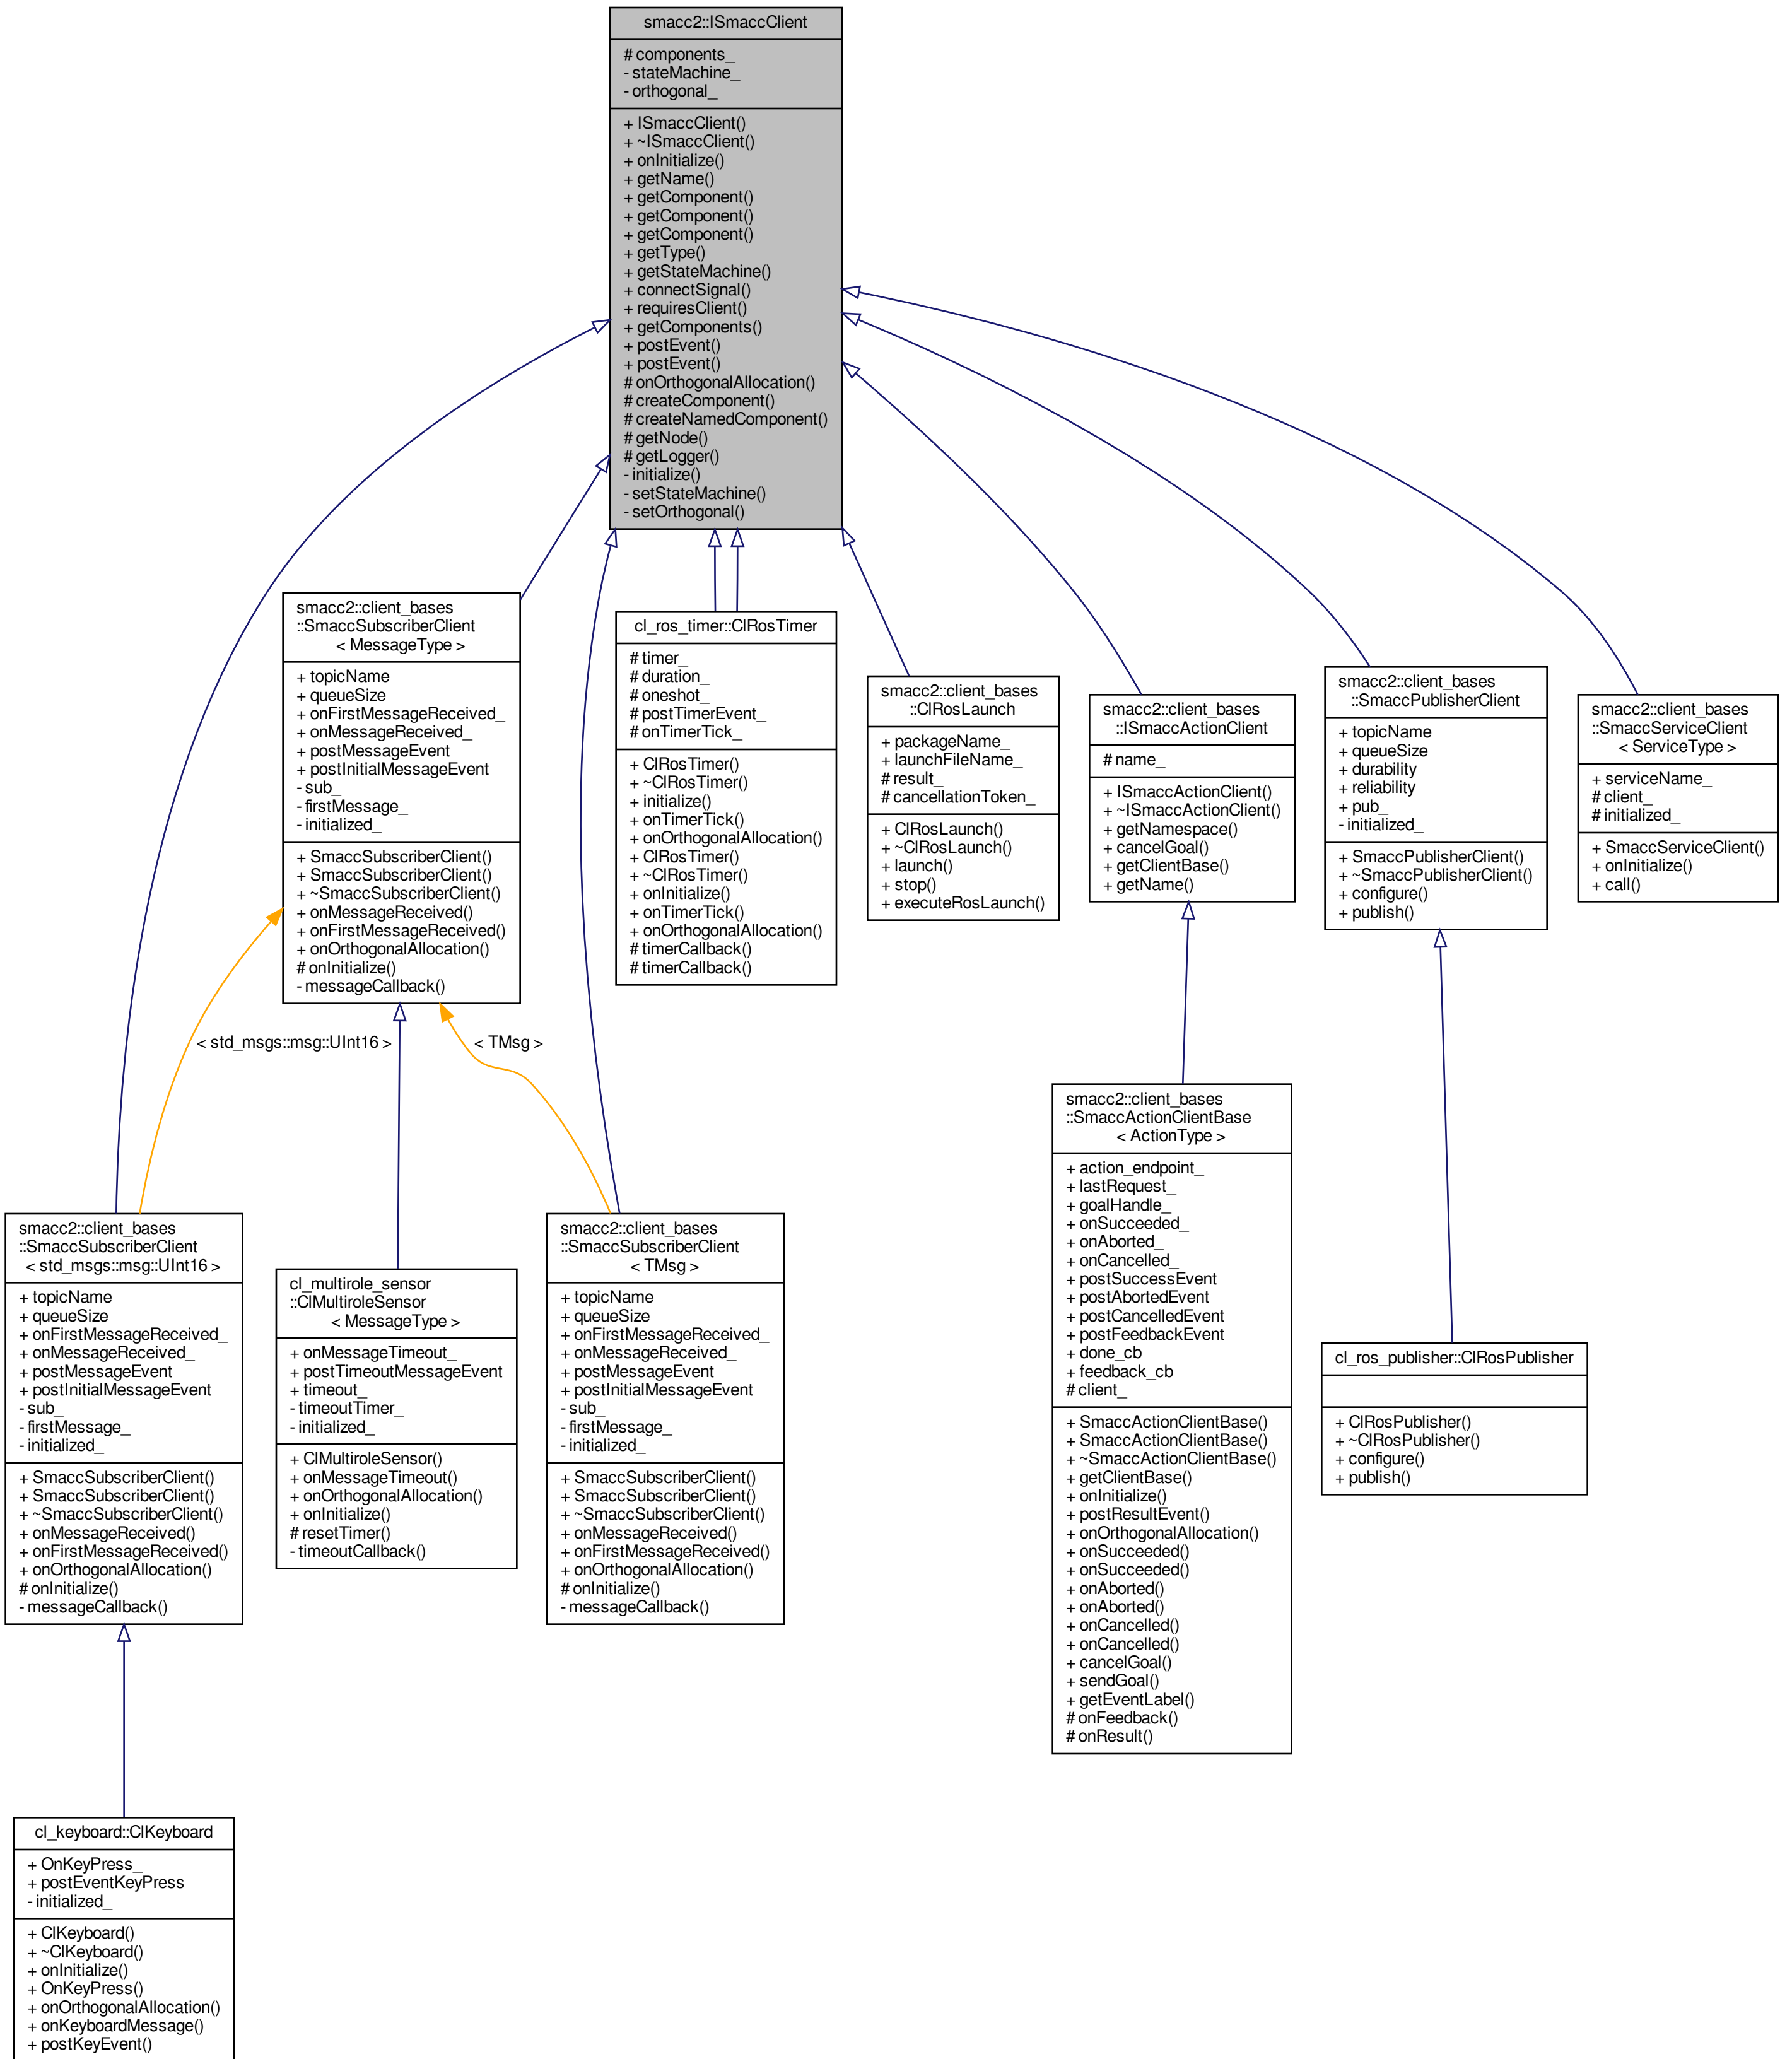 smacc2::ISmaccClient
# components_
- stateMachine_
- orthogonal_
+ ISmaccClient()
+ ~ISmaccClient()
+ onInitialize()
+ getName()
+ getComponent()
+ getComponent()
+ getComponent()
+ getType()
+ getStateMachine()
+ connectSignal()
+ requiresClient()
+ getComponents()
+ postEvent()
+ postEvent()
# onOrthogonalAllocation()
# createComponent()
# createNamedComponent()
# getNode()
# getLogger()
- initialize()
- setStateMachine()
- setOrthogonal()
smacc2::client_bases
::SmaccSubscriberClient
< MessageType >
+ topicName
+ queueSize
+ onFirstMessageReceived_
+ onMessageReceived_
+ postMessageEvent
+ postInitialMessageEvent
- sub_
- firstMessage_
- initialized_
+ SmaccSubscriberClient()
+ SmaccSubscriberClient()
+ ~SmaccSubscriberClient()
+ onMessageReceived()
+ onFirstMessageReceived()
+ onOrthogonalAllocation()
# onInitialize()
- messageCallback()
cl_ros_timer::ClRosTimer
# timer_
# duration_
# oneshot_
# postTimerEvent_
# onTimerTick_
+ ClRosTimer()
+ ~ClRosTimer()
+ initialize()
+ onTimerTick()
+ onOrthogonalAllocation()
+ ClRosTimer()
+ ~ClRosTimer()
+ onInitialize()
+ onTimerTick()
+ onOrthogonalAllocation()
# timerCallback()
# timerCallback()
smacc2::client_bases
::ClRosLaunch
+ packageName_
+ launchFileName_
# result_
# cancellationToken_
+ ClRosLaunch()
+ ~ClRosLaunch()
+ launch()
+ stop()
+ executeRosLaunch()
smacc2::client_bases
::ISmaccActionClient
# name_
+ ISmaccActionClient()
+ ~ISmaccActionClient()
+ getNamespace()
+ cancelGoal()
+ getClientBase()
+ getName()
smacc2::client_bases
::SmaccPublisherClient
+ topicName
+ queueSize
+ durability
+ reliability
+ pub_
- initialized_
+ SmaccPublisherClient()
+ ~SmaccPublisherClient()
+ configure()
+ publish()
smacc2::client_bases
::SmaccServiceClient
< ServiceType >
+ serviceName_
# client_
# initialized_
+ SmaccServiceClient()
+ onInitialize()
+ call()
< std_msgs::msg::UInt16 >
< TMsg >
smacc2::client_bases
::SmaccSubscriberClient
< std_msgs::msg::UInt16 >
+ topicName
+ queueSize
+ onFirstMessageReceived_
+ onMessageReceived_
+ postMessageEvent
+ postInitialMessageEvent
- sub_
- firstMessage_
- initialized_
+ SmaccSubscriberClient()
+ SmaccSubscriberClient()
+ ~SmaccSubscriberClient()
+ onMessageReceived()
+ onFirstMessageReceived()
+ onOrthogonalAllocation()
# onInitialize()
- messageCallback()
cl_multirole_sensor
::ClMultiroleSensor
< MessageType >
+ onMessageTimeout_
+ postTimeoutMessageEvent
+ timeout_
- timeoutTimer_
- initialized_
+ ClMultiroleSensor()
+ onMessageTimeout()
+ onOrthogonalAllocation()
+ onInitialize()
# resetTimer()
- timeoutCallback()
smacc2::client_bases
::SmaccSubscriberClient
< TMsg >
+ topicName
+ queueSize
+ onFirstMessageReceived_
+ onMessageReceived_
+ postMessageEvent
+ postInitialMessageEvent
- sub_
- firstMessage_
- initialized_
+ SmaccSubscriberClient()
+ SmaccSubscriberClient()
+ ~SmaccSubscriberClient()
+ onMessageReceived()
+ onFirstMessageReceived()
+ onOrthogonalAllocation()
# onInitialize()
- messageCallback()
smacc2::client_bases
::SmaccActionClientBase
< ActionType >
+ action_endpoint_
+ lastRequest_
+ goalHandle_
+ onSucceeded_
+ onAborted_
+ onCancelled_
+ postSuccessEvent
+ postAbortedEvent
+ postCancelledEvent
+ postFeedbackEvent
+ done_cb
+ feedback_cb
# client_
+ SmaccActionClientBase()
+ SmaccActionClientBase()
+ ~SmaccActionClientBase()
+ getClientBase()
+ onInitialize()
+ postResultEvent()
+ onOrthogonalAllocation()
+ onSucceeded()
+ onSucceeded()
+ onAborted()
+ onAborted()
+ onCancelled()
+ onCancelled()
+ cancelGoal()
+ sendGoal()
+ getEventLabel()
# onFeedback()
# onResult()
cl_ros_publisher::ClRosPublisher
+ ClRosPublisher()
+ ~ClRosPublisher()
+ configure()
+ publish()
cl_keyboard::ClKeyboard
+ OnKeyPress_
+ postEventKeyPress
- initialized_
+ ClKeyboard()
+ ~ClKeyboard()
+ onInitialize()
+ OnKeyPress()
+ onOrthogonalAllocation()
+ onKeyboardMessage()
+ postKeyEvent()